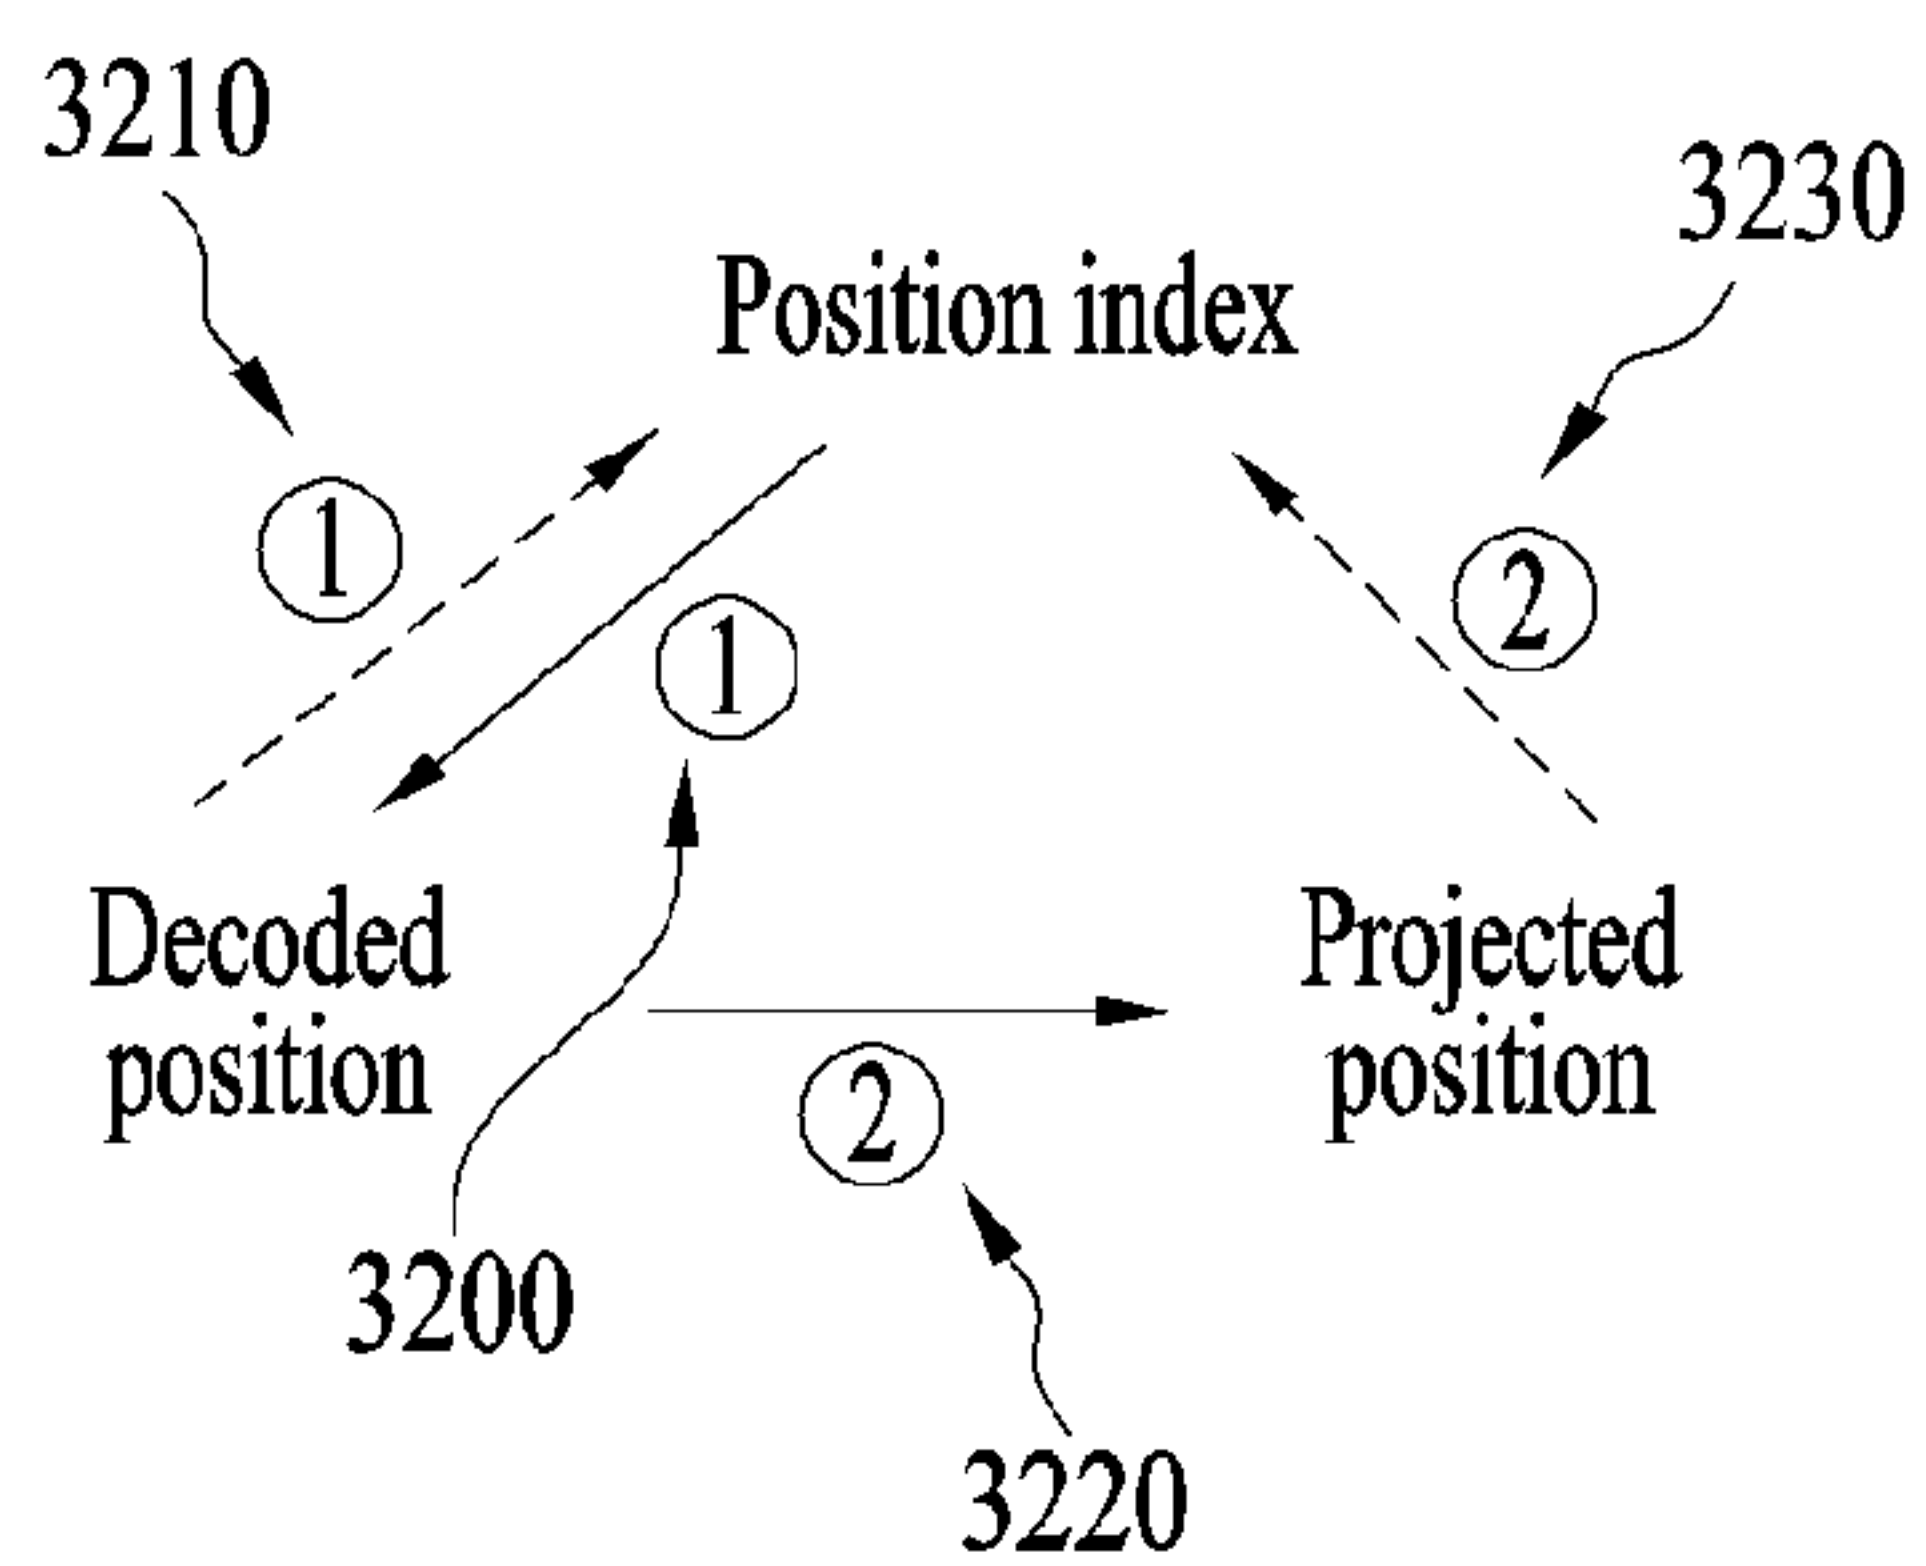 3210
3230
Position index
①
②
①
Decoded
position
Projected
position
②
3200
3220